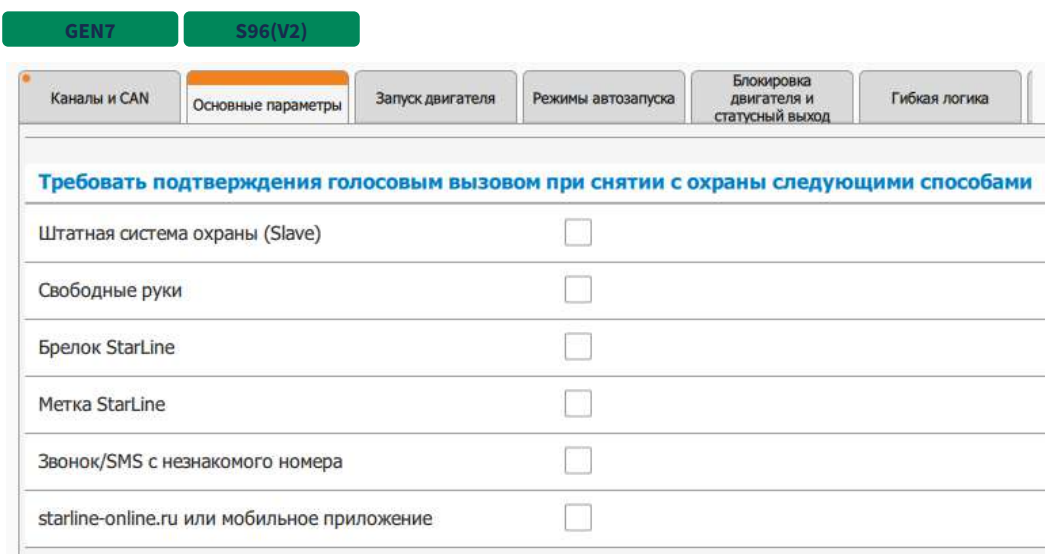 GEN7
S96(V2)
Каналы и CAN
Основные параметры
Запуск двигателя
Режимы автозапуска
Блокировка
двигателя и
статусный выход
Гибкая логика
Требовать подтверждения голосовым вызовом при снятии с охраны следующими способами
Штатная система охраны (Slave)
Свободные руки
Брелок StarLine
Метка StarLine
Звонок/SMS с незнакомого номера
starline-online.ru или мобильное приложение